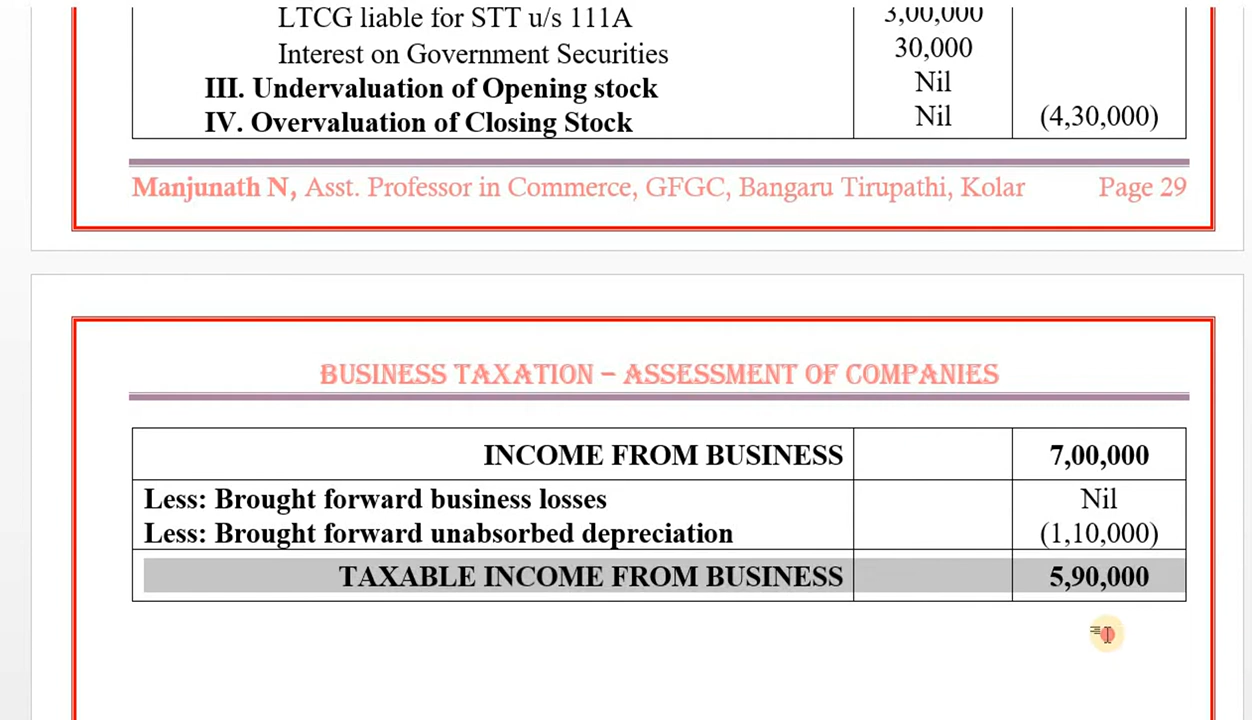 LTCG liable for STT u/s 111A 3,00,000
Interest on Government Securities 30,000
III. Undervaluation of Opening stock Nil
IV. Overvaluation of Closing Stock Nil (4,30,000)
Manjunath N, Asst. Professor in Commerce, GFGC, Bangaru Tirupathi, Kolar Page 29
BUSINESS TAXATION – ASSESSMENT OF COMPANIES
INCOME FROM BUSINESS 7,00,000
Less: Brought forward business losses Nil
Less: Brought forward unabsorbed depreciation (1,10,000)
TAXABLE INCOME FROM BUSINESS 5,90,000